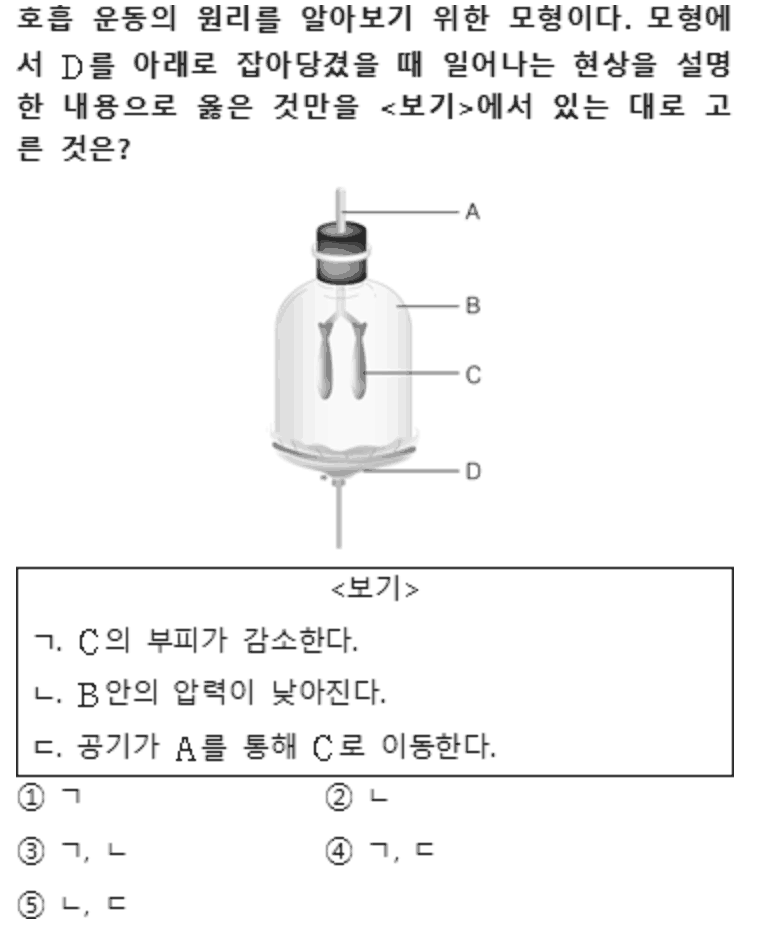 호흡 운동의 원리를 알아보기 위한 모형이다. 모형에
서 D를 아래로 잡아당겼을 때 일어나는 현상을 설명
한 내용으로 옳은 것만을 <보기>에서 있는 대로 고
른 것은?
A
B
C
D
<보기>
ㄱ. C의 부피가 감소한다.
ㄴ. B안의 압력이 낮아진다.
ㄷ. 공기가 A를 통해 C로 이동한다.
① ㄱ ② ㄴ
③ ㄱ, ㄴ ④ ㄱ, ㄷ
⑤ ㄴ, ㄷ